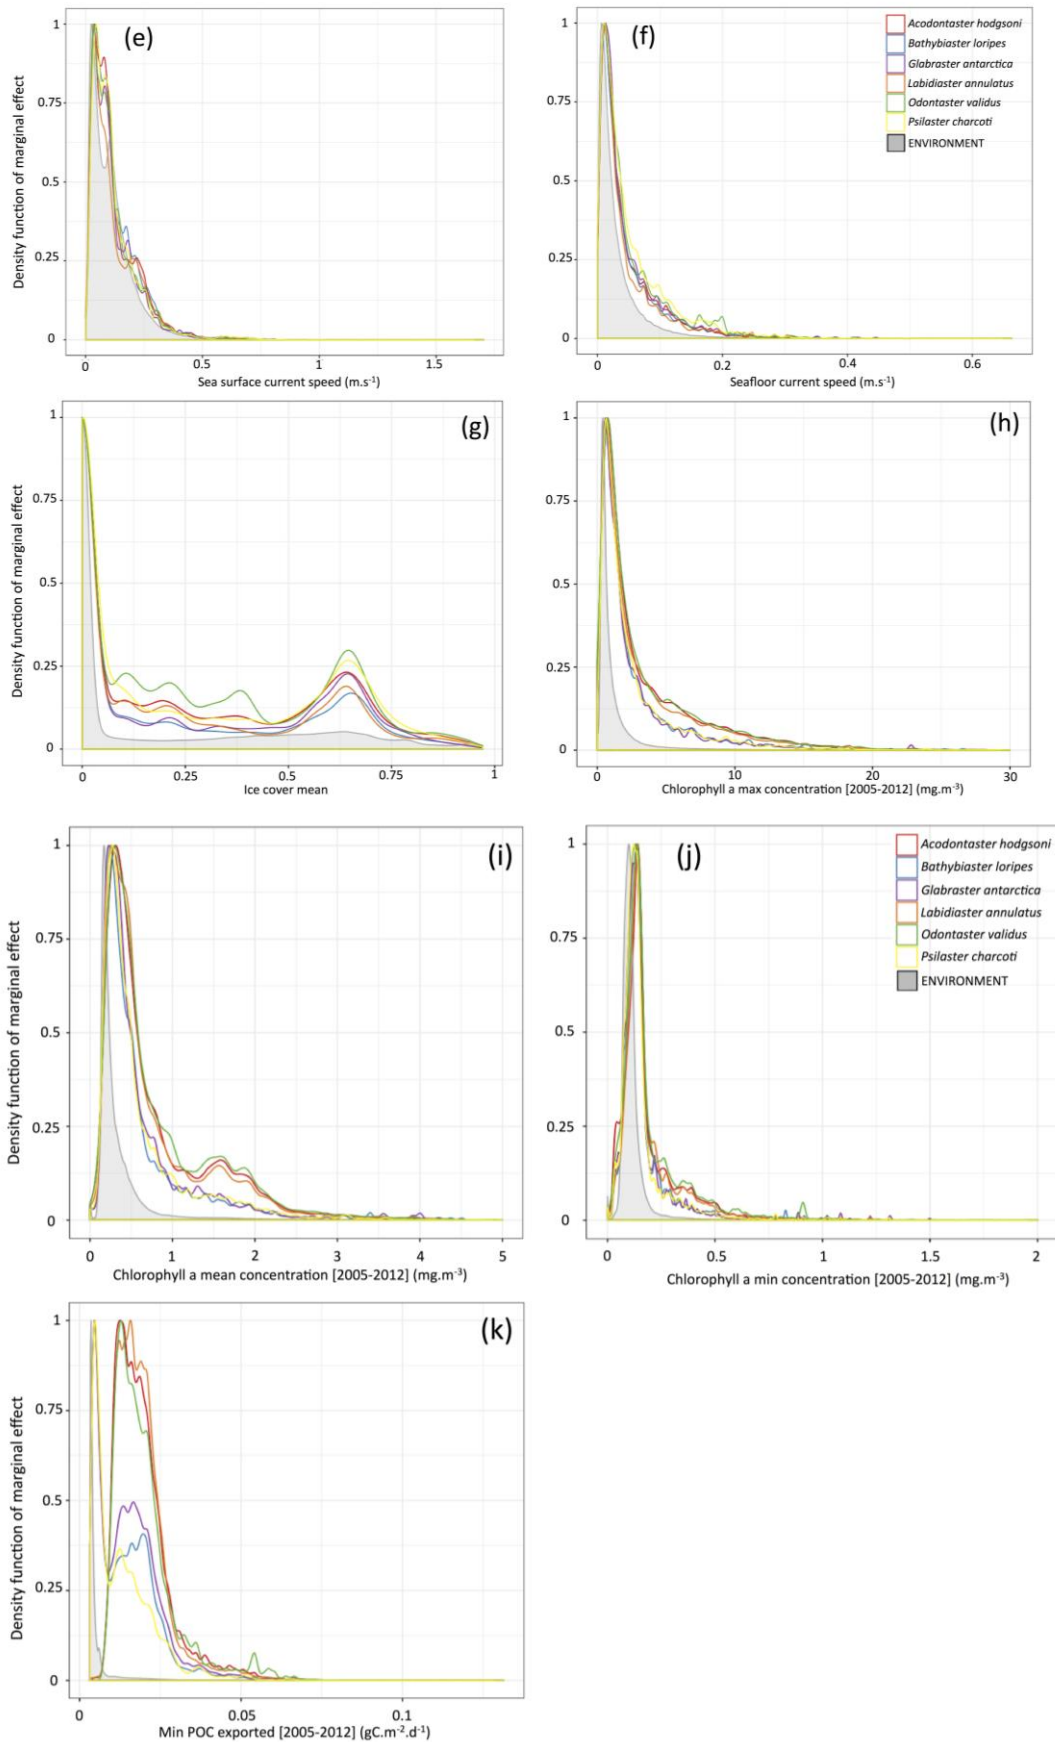 (e)
1
0.75
0.5
0.25
0
Density function of marginal effect
0
0.5
1
1.5
Sea surface current speed (m.s⁻¹)
(f)
Acodontaster hodgsoni
Bathybiaster loripes
Glabraster antarctica
Labidiaster annulatus
Odontaster validus
Psilaster charcoti
ENVIRONMENT
1
0.75
0.5
0.25
0
0
0.2
0.4
0.6
Seafloor current speed (m.s⁻¹)
(g)
1
0.75
0.5
0.25
0
Density function of marginal effect
0
0.25
0.5
0.75
1
Ice cover mean
(h)
1
0.75
0.5
0.25
0
0
10
20
30
Chlorophyll a max concentration [2005-2012] (mg.m⁻³)
(i)
1
0.75
0.5
0.25
0
Density function of marginal effect
0
1
2
3
4
5
Chlorophyll a mean concentration [2005-2012] (mg.m⁻³)
(j)
Acodontaster hodgsoni
Bathybiaster loripes
Glabraster antarctica
Labidiaster annulatus
Odontaster validus
Psilaster charcoti
ENVIRONMENT
1
0.75
0.5
0.25
0
0
0.5
1
1.5
2
Chlorophyll a min concentration [2005-2012] (mg.m⁻³)
(k)
1
0.75
0.5
0.25
0
Density function of marginal effect
0
0.05
0.1
Min POC exported [2005-2012] (gC.m⁻².d⁻¹)